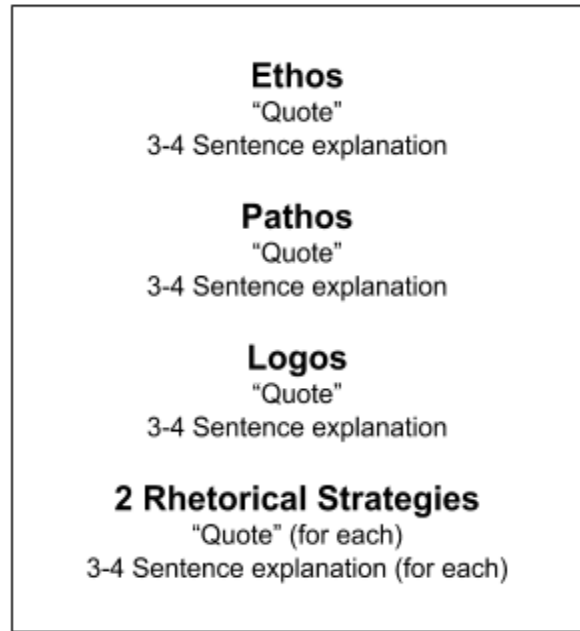 Ethos
“Quote”
3-4 Sentence explanation
Pathos
“Quote”
3-4 Sentence explanation
Logos
“Quote”
3-4 Sentence explanation
2 Rhetorical Strategies
“Quote” (for each)
3-4 Sentence explanation (for each)